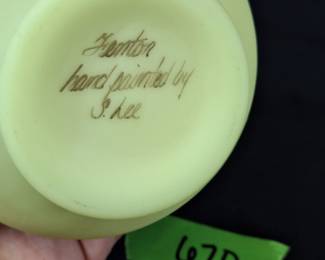 Fenton
hand painted by
S. Lee